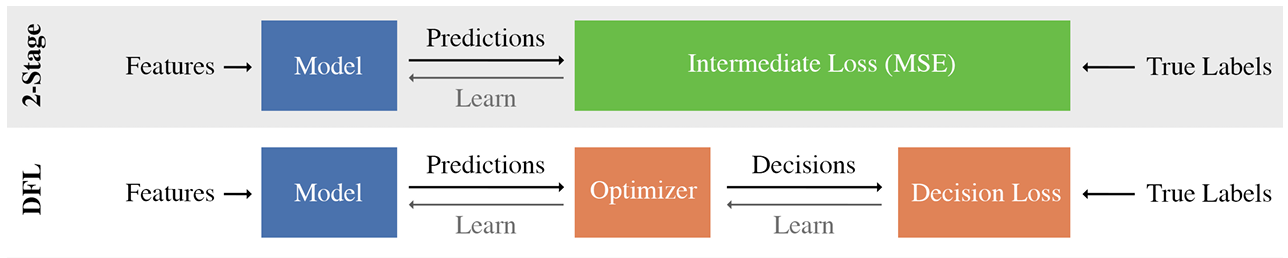 2-Stage
Features
Model
Predictions
Learn
Intermediate Loss (MSE)
True Labels
DFL
Features
Model
Predictions
Learn
Optimizer
Decisions
Learn
Decision Loss
True Labels